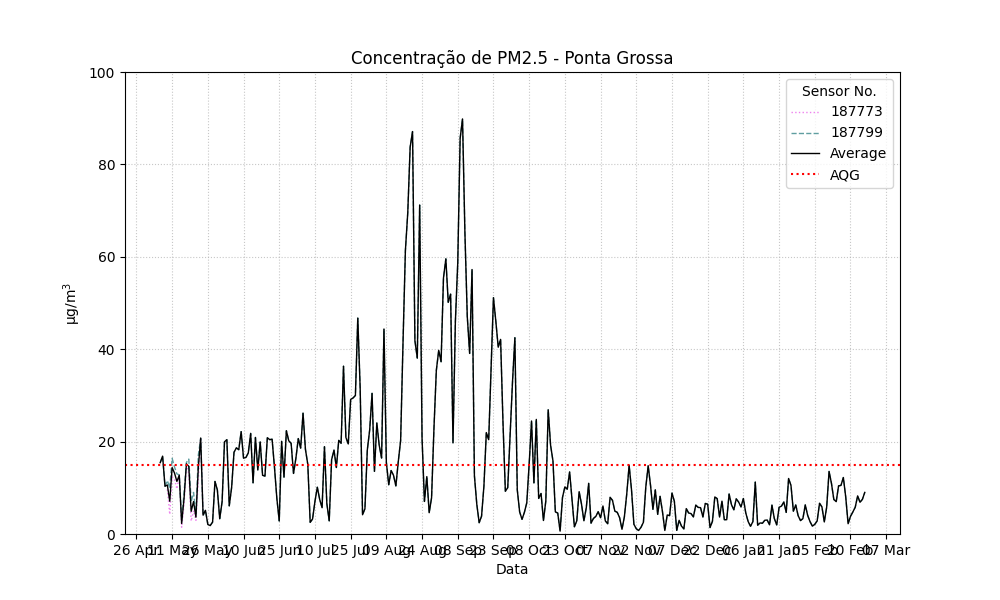 Concentração de PM2.5 - Ponta Grossa
Sensor No.
187773
187799
Average
AQG
100
80
60
40
20
0
µg/m³
26 Apr 11 May 26 May 10 Jun 25 Jun 10 Jul 25 Jul 09 Aug 24 Aug 08 Sep 23 Sep 08 Oct 23 Oct 07 Nov 22 Nov 07 Dec 22 Dec 06 Jan 21 Jan 05 Feb 20 Feb 07 Mar
Data